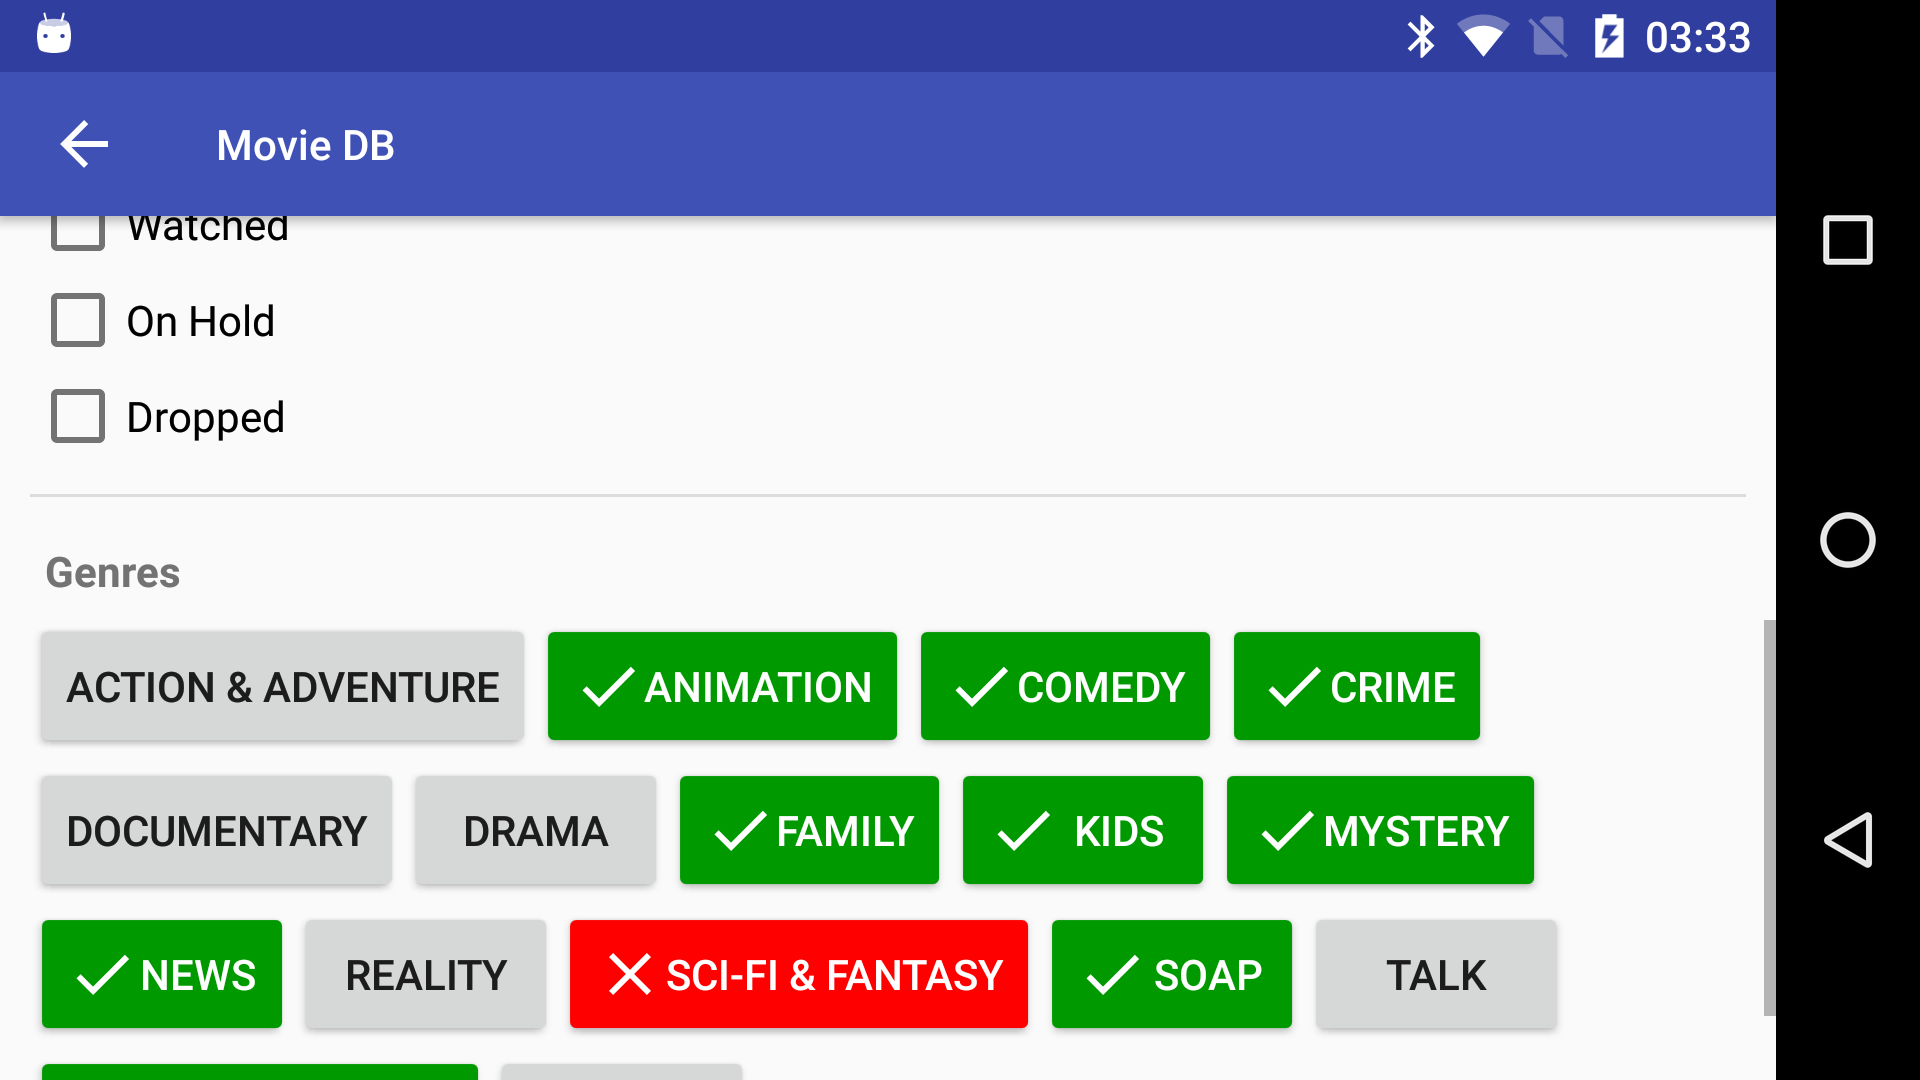 03:33
Movie DB
Watched
On Hold
Dropped
Genres
ACTION & ADVENTURE ANIMATION COMEDY CRIME
DOCUMENTARY DRAMA FAMILY KIDS MYSTERY
NEWS REALITY SCI-FI & FANTASY SOAP TALK